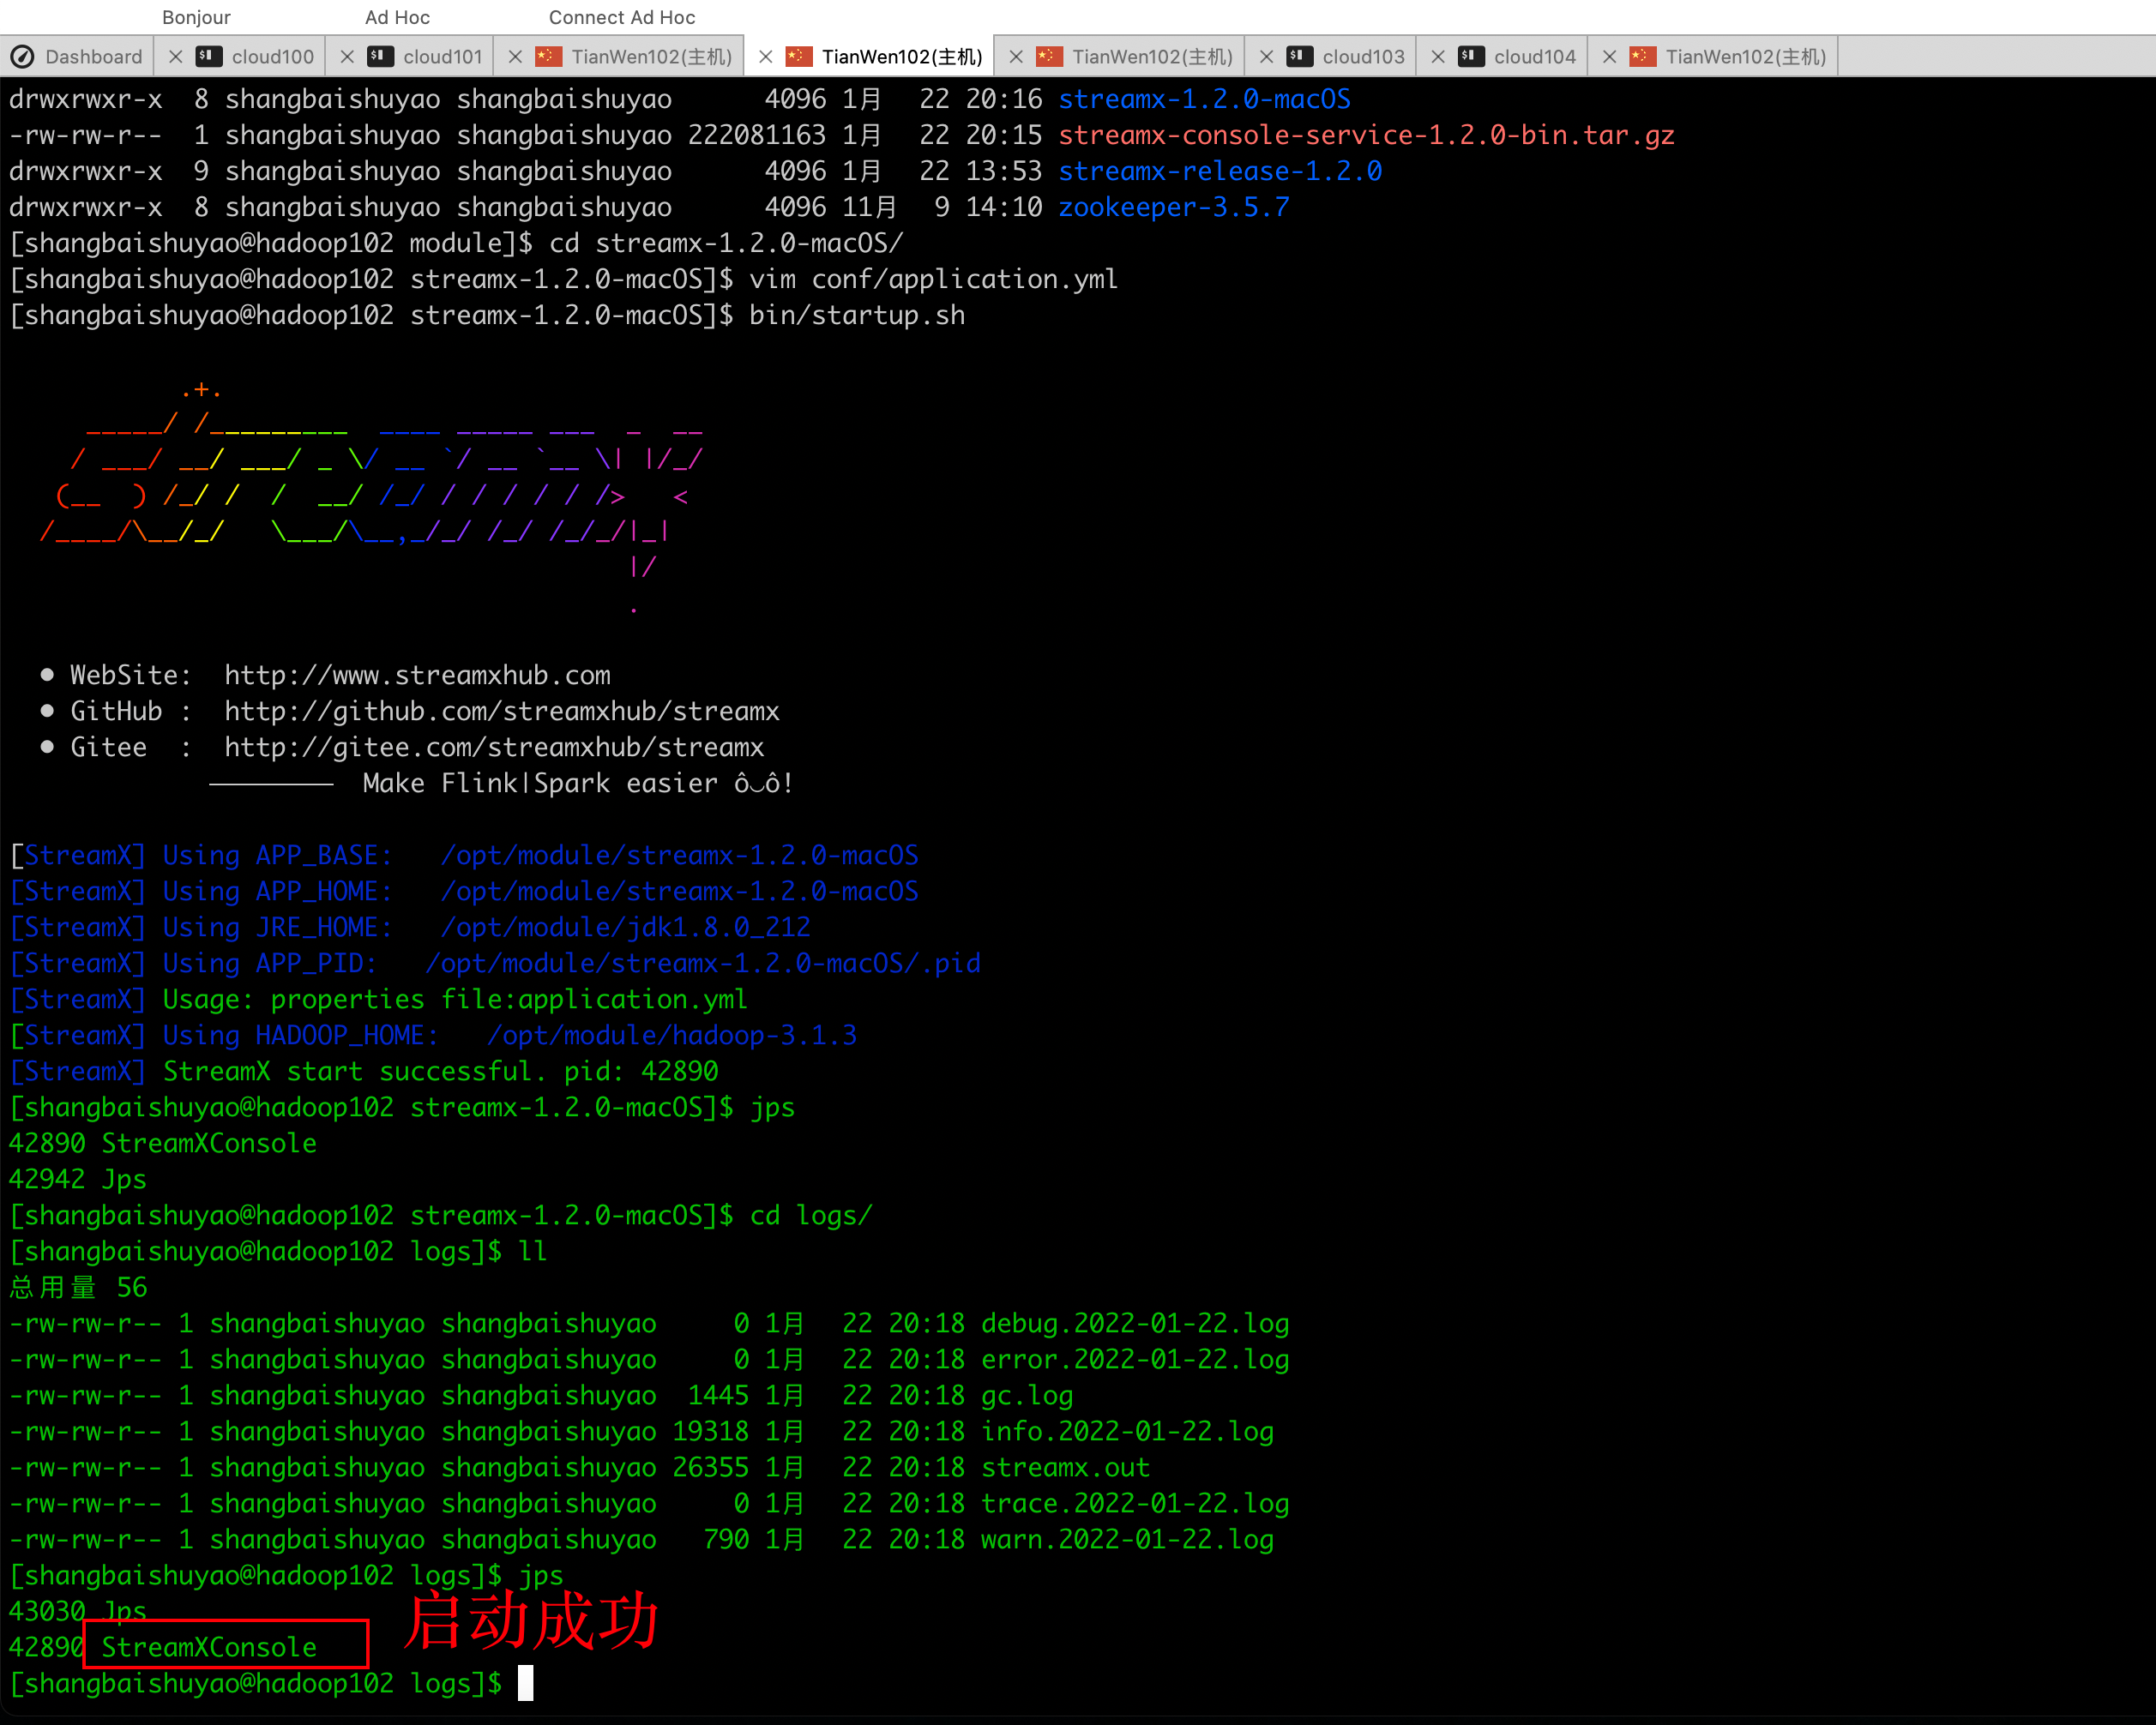 Bonjour Ad Hoc Connect Ad Hoc
Dashboard cloud100 cloud101 TianWen102(主机) TianWen102(主机) TianWen102(主机) cloud103 cloud104 TianWen102(主机)
drwxrwxr-x 8 shangbaishuyao shangbaishuyao 4096 1月 22 20:16 streamx-1.2.0-macOS
-rw-rw-r-- 1 shangbaishuyao shangbaishuyao 222081163 1月 22 20:15 streamx-console-service-1.2.0-bin.tar.gz
drwxrwxr-x 9 shangbaishuyao shangbaishuyao 4096 1月 22 13:53 streamx-release-1.2.0
drwxrwxr-x 8 shangbaishuyao shangbaishuyao 4096 11月 9 14:10 zookeeper-3.5.7
[shangbaishuyao@hadoop102 module]$ cd streamx-1.2.0-macOS/
[shangbaishuyao@hadoop102 streamx-1.2.0-macOS]$ vim conf/application.yml
[shangbaishuyao@hadoop102 streamx-1.2.0-macOS]$ bin/startup.sh
StreamX
• WebSite: http://www.streamxhub.com
• GitHub : http://github.com/streamxhub/streamx
• Gitee : http://gitee.com/streamxhub/streamx
──────── Make Flink|Spark easier ô‿ô!
[StreamX] Using APP_BASE: /opt/module/streamx-1.2.0-macOS
[StreamX] Using APP_HOME: /opt/module/streamx-1.2.0-macOS
[StreamX] Using JRE_HOME: /opt/module/jdk1.8.0_212
[StreamX] Using APP_PID: /opt/module/streamx-1.2.0-macOS/.pid
[StreamX] Usage: properties file:application.yml
[StreamX] Using HADOOP_HOME: /opt/module/hadoop-3.1.3
[StreamX] StreamX start successful. pid: 42890
[shangbaishuyao@hadoop102 streamx-1.2.0-macOS]$ jps
42890 StreamXConsole
42942 Jps
[shangbaishuyao@hadoop102 streamx-1.2.0-macOS]$ cd logs/
[shangbaishuyao@hadoop102 logs]$ ll
总用量 56
-rw-rw-r-- 1 shangbaishuyao shangbaishuyao 0 1月 22 20:18 debug.2022-01-22.log
-rw-rw-r-- 1 shangbaishuyao shangbaishuyao 0 1月 22 20:18 error.2022-01-22.log
-rw-rw-r-- 1 shangbaishuyao shangbaishuyao 1445 1月 22 20:18 gc.log
-rw-rw-r-- 1 shangbaishuyao shangbaishuyao 19318 1月 22 20:18 info.2022-01-22.log
-rw-rw-r-- 1 shangbaishuyao shangbaishuyao 26355 1月 22 20:18 streamx.out
-rw-rw-r-- 1 shangbaishuyao shangbaishuyao 0 1月 22 20:18 trace.2022-01-22.log
-rw-rw-r-- 1 shangbaishuyao shangbaishuyao 790 1月 22 20:18 warn.2022-01-22.log
[shangbaishuyao@hadoop102 logs]$ jps
43030 Jps
启动成功
42890 StreamXConsole
[shangbaishuyao@hadoop102 logs]$